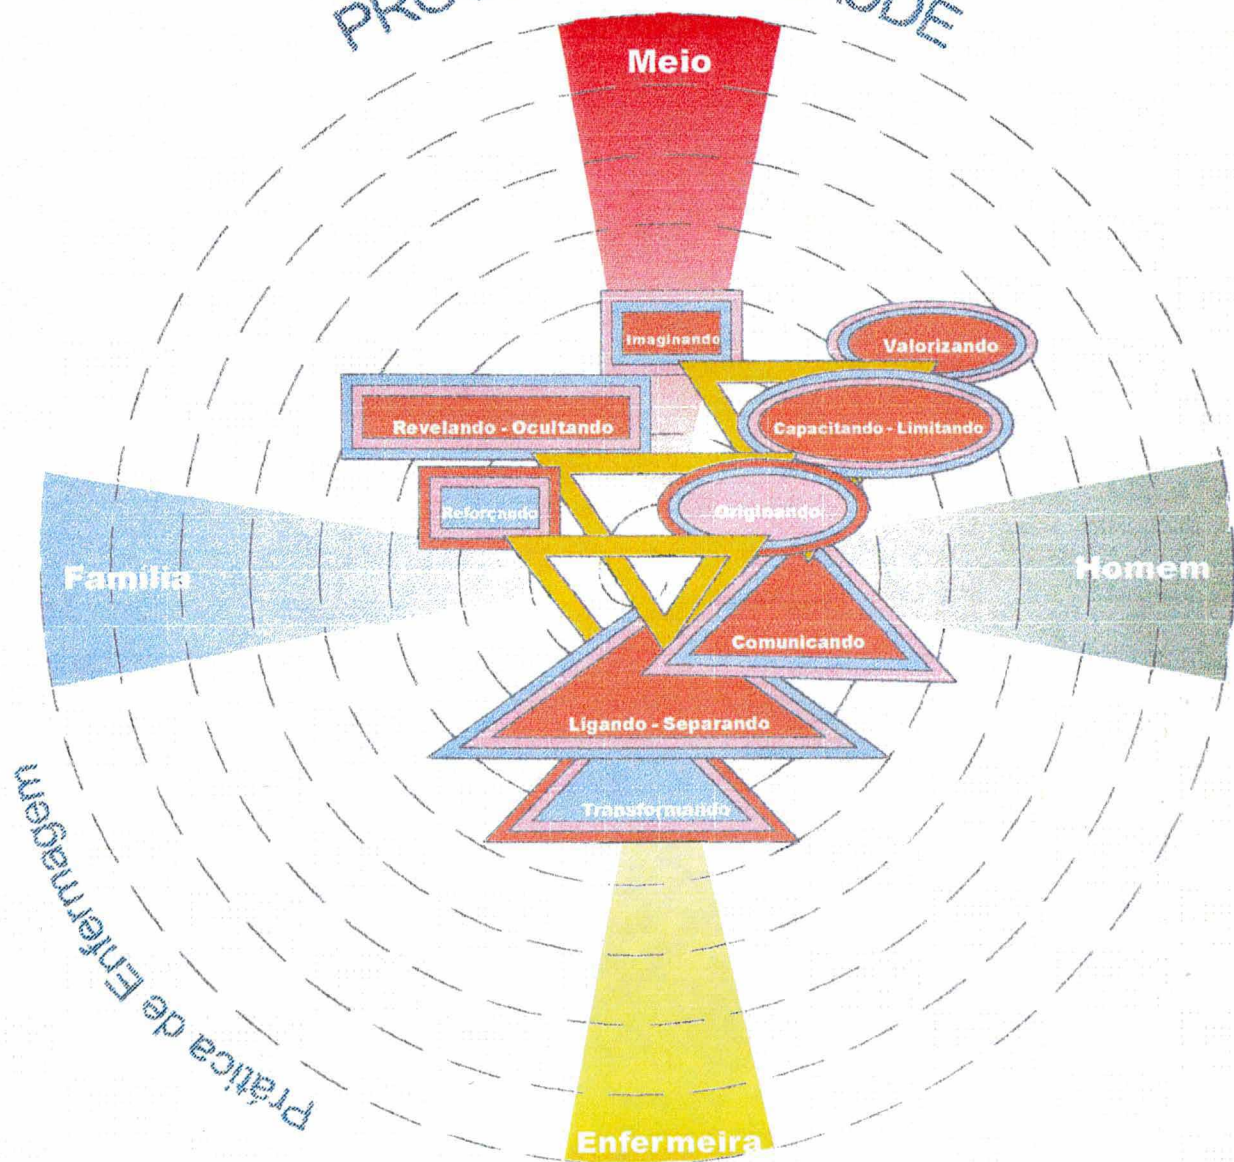 Meio
Imaginando
Valorizando
Revelando - Ocultando
Capacitando - Limitando
Reforçando
Originando
Família
Homem
Comunicando
Ligando - Separando
Transformando
Prática de Enfermagem
Enfermeira